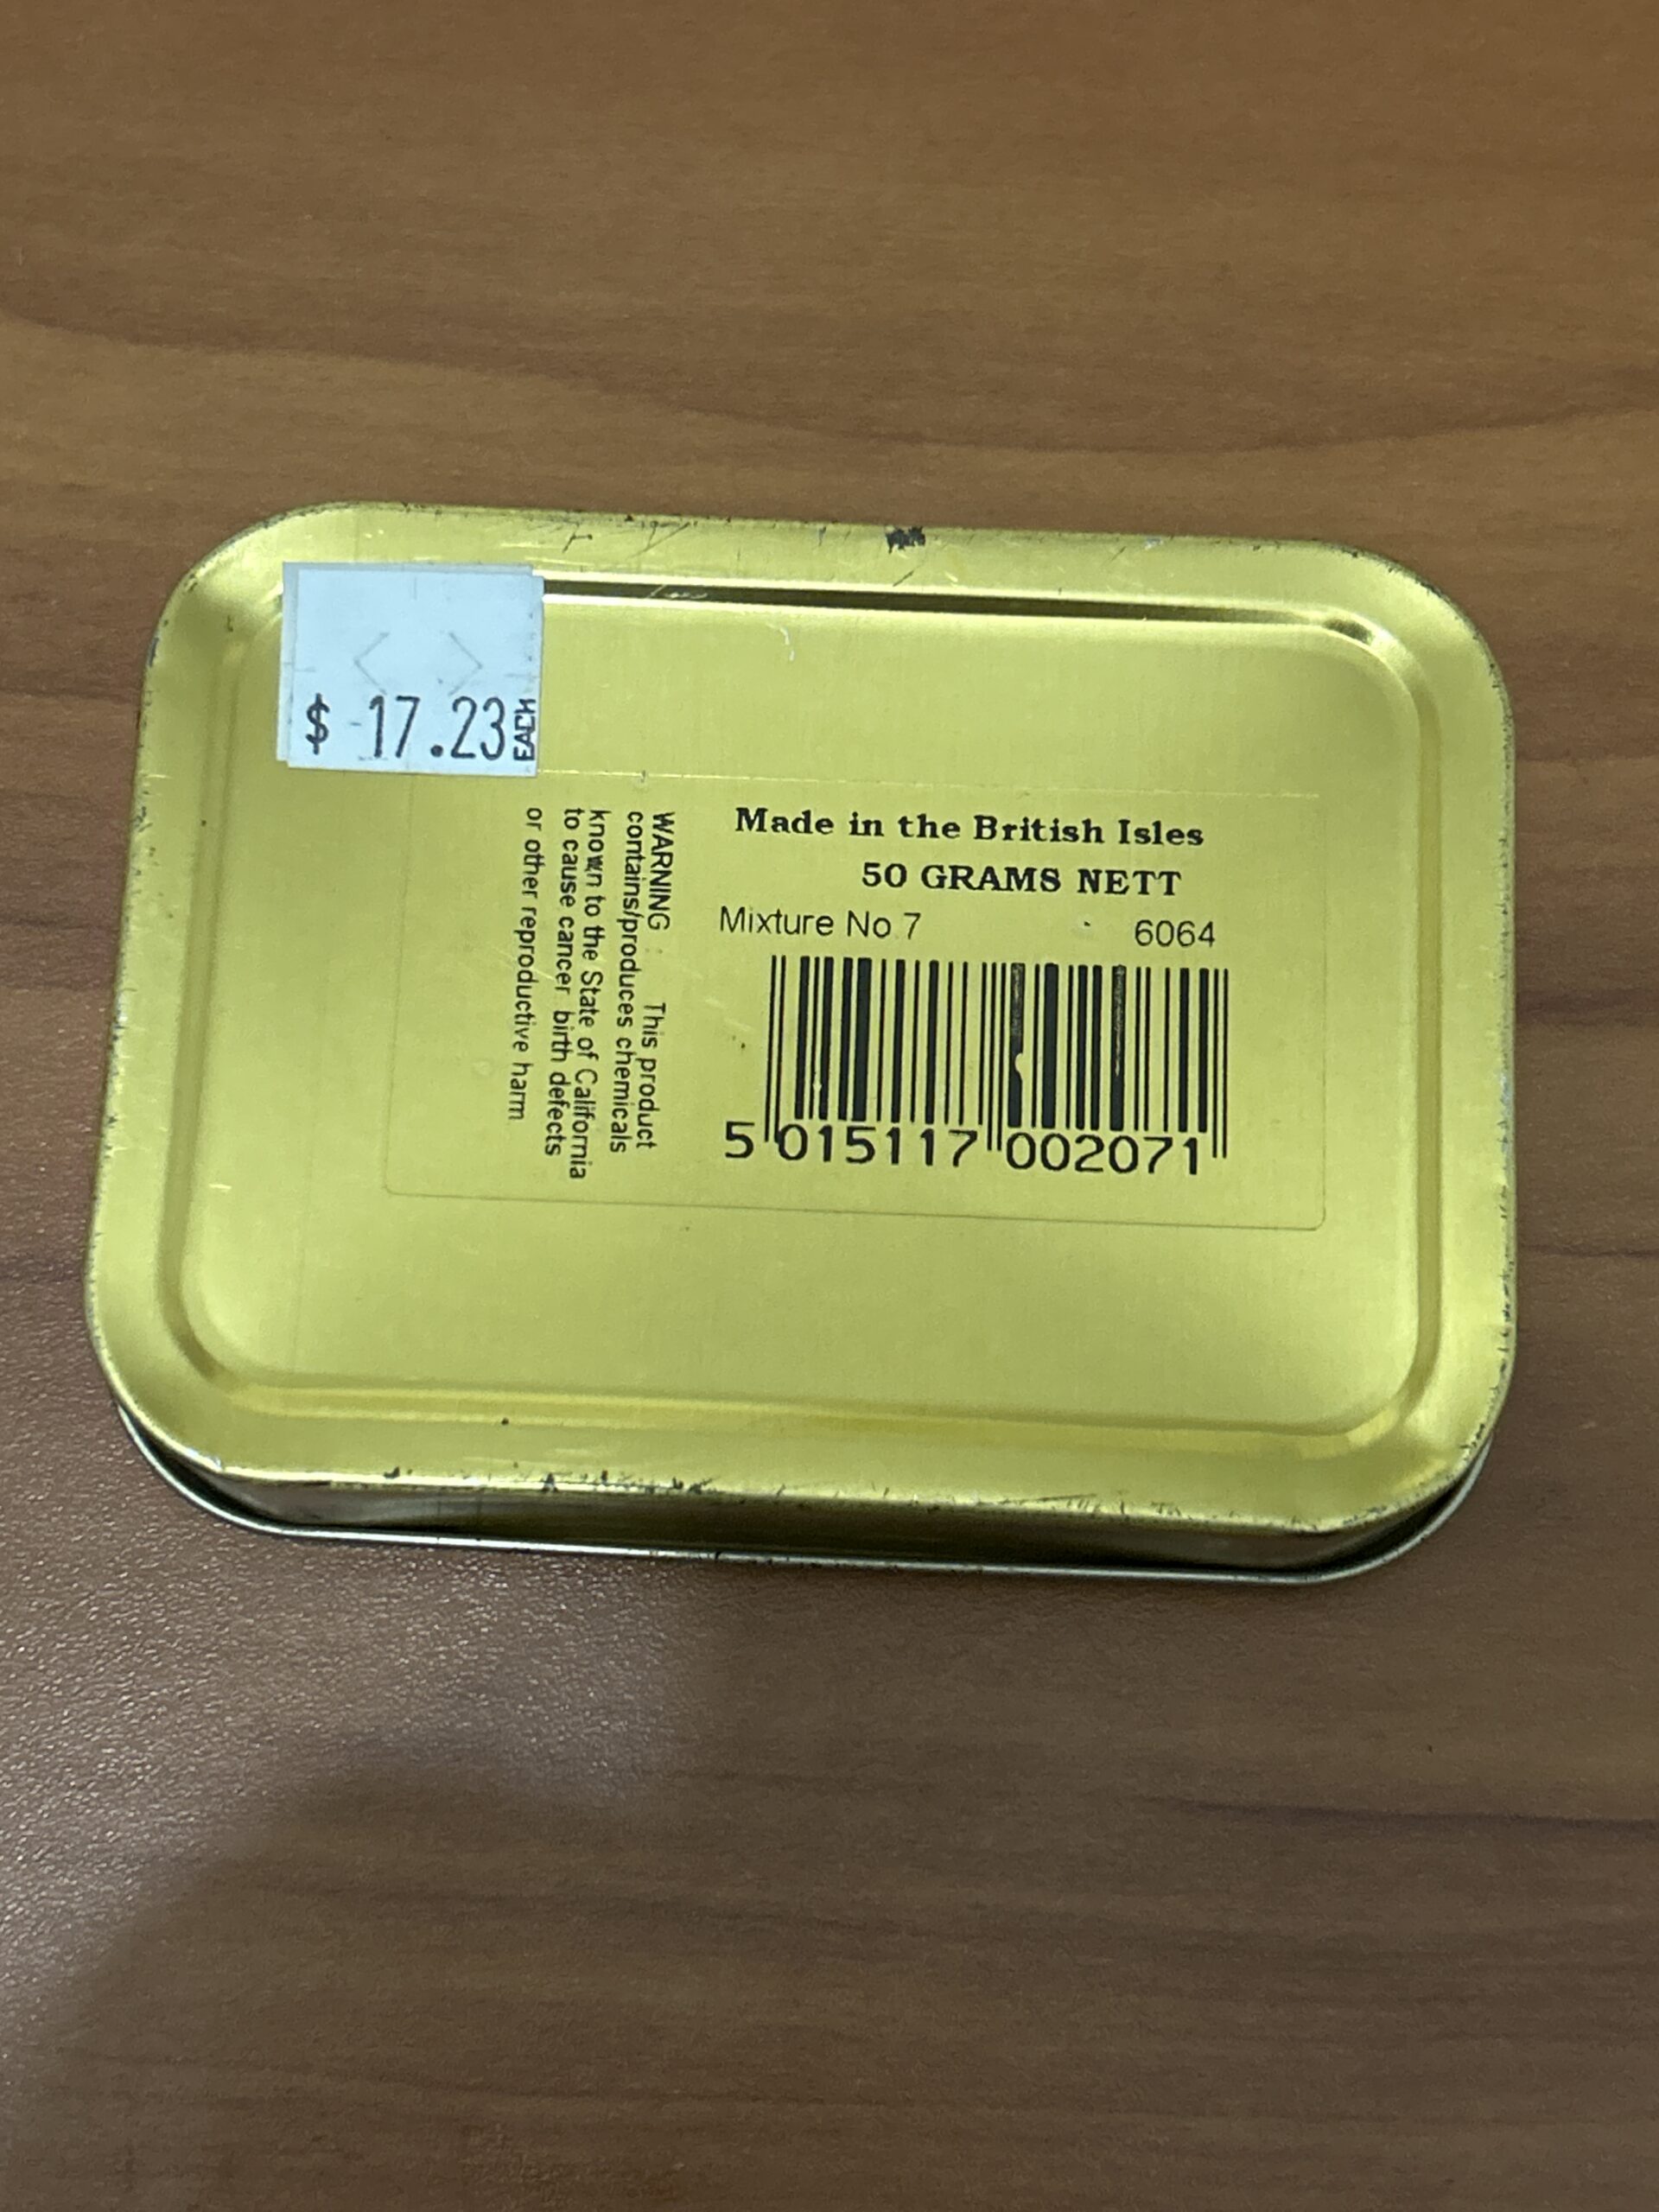 $ 17.23 EACH
Made in the British Isles
50 GRAMS NETT
Mixture No 7 6064
5 015117 002071
WARNING : This product
contains/produces chemicals
known to the State of California
to cause cancer birth defects
or other reproductive harm